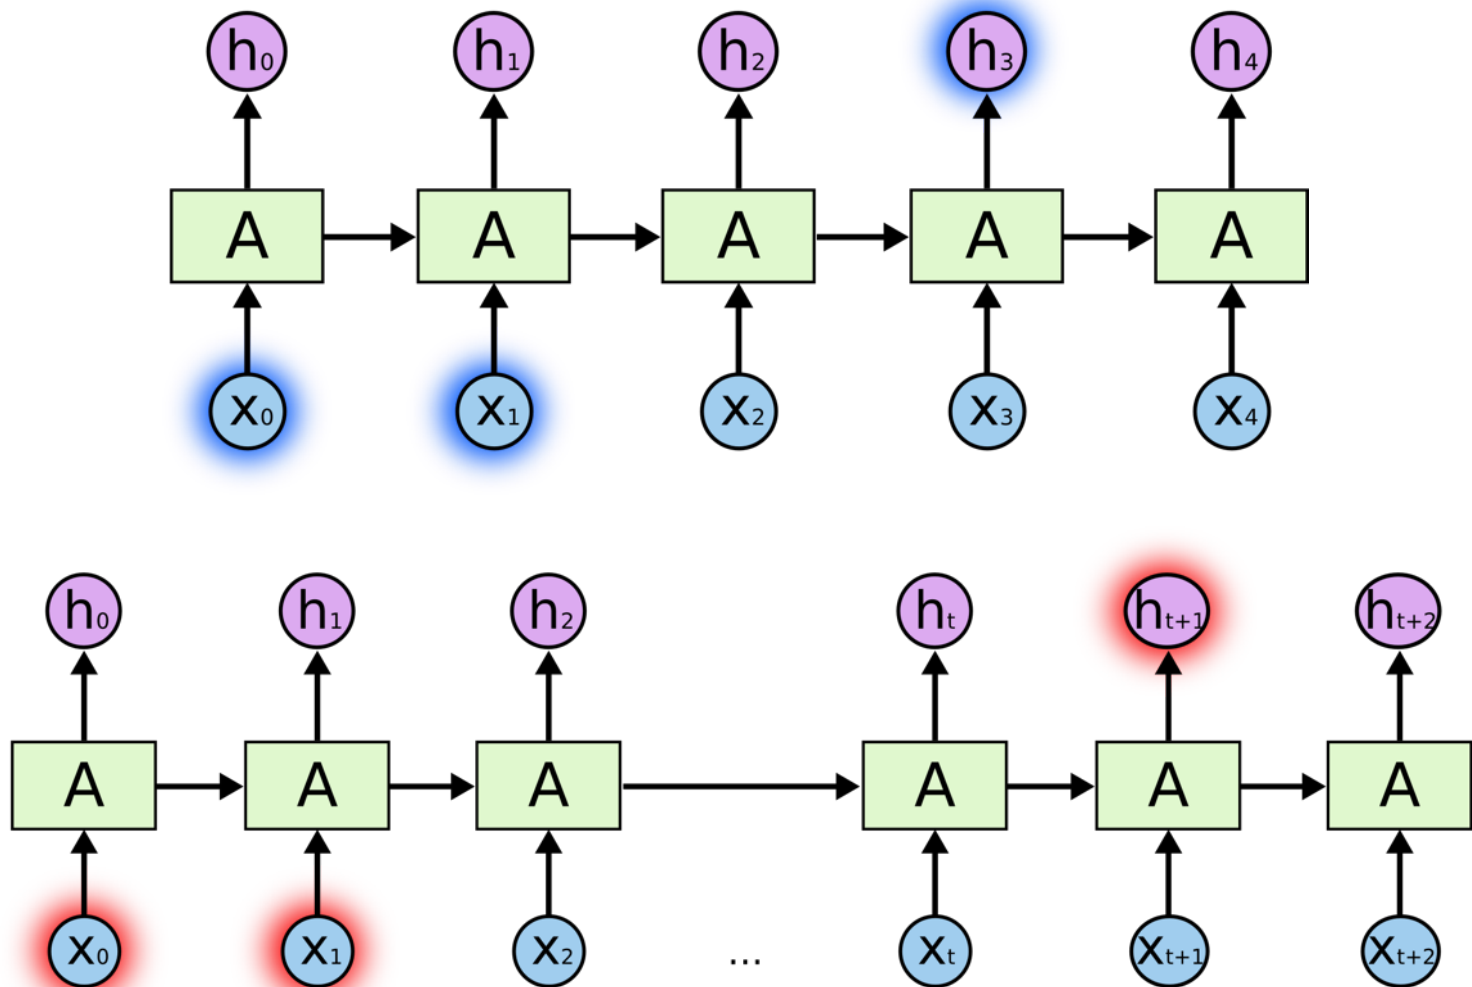 h₀ h₁ h₂ h₃ h₄
A A A A A
x₀ x₁ x₂ x₃ x₄
h₀ h₁ h₂ hₜ hₜ₊₁ hₜ₊₂
A A A A A A
x₀ x₁ x₂ ... xₜ xₜ₊₁ xₜ₊₂